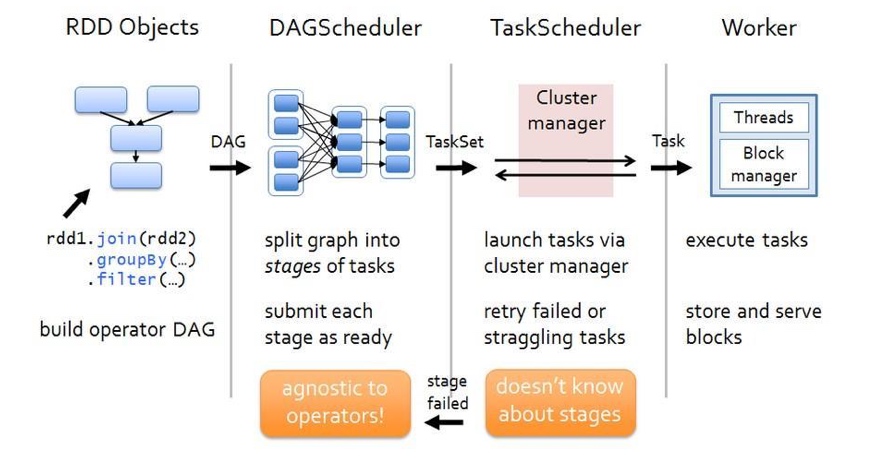 RDD Objects
DAGScheduler
TaskScheduler
Worker
DAG
TaskSet
Cluster
manager
Task
Threads
Block
manager
rdd1.join(rdd2)
.groupBy(…)
.filter(…)
build operator DAG
split graph into
stages of tasks
submit each
stage as ready
launch tasks via
cluster manager
retry failed or
straggling tasks
execute tasks
store and serve
blocks
agnostic to
operators!
stage
failed
doesn't know
about stages